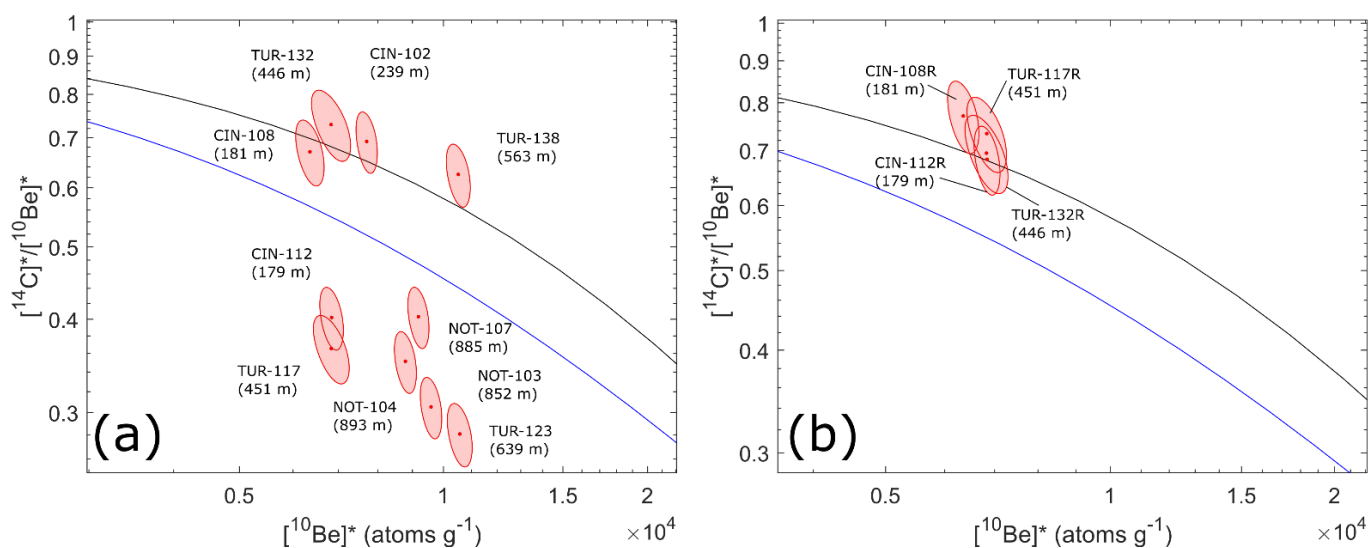 1
0.9
0.8
0.7
0.6
0.5
0.4
0.3
[¹⁴C]*/[¹⁰Be]*
TUR-132
(446 m)
CIN-102
(239 m)
CIN-108
(181 m)
TUR-138
(563 m)
CIN-112
(179 m)
NOT-107
(885 m)
TUR-117
(451 m)
NOT-103
(852 m)
NOT-104
(893 m)
TUR-123
(639 m)
(a)
0.5
1
1.5
2
[¹⁰Be]* (atoms g⁻¹)
×10⁴
1
0.9
0.8
0.7
0.6
0.5
0.4
0.3
[¹⁴C]*/[¹⁰Be]*
CIN-108R
(181 m)
TUR-117R
(451 m)
CIN-112R
(179 m)
TUR-132R
(446 m)
(b)
0.5
1
1.5
2
[¹⁰Be]* (atoms g⁻¹)
×10⁴